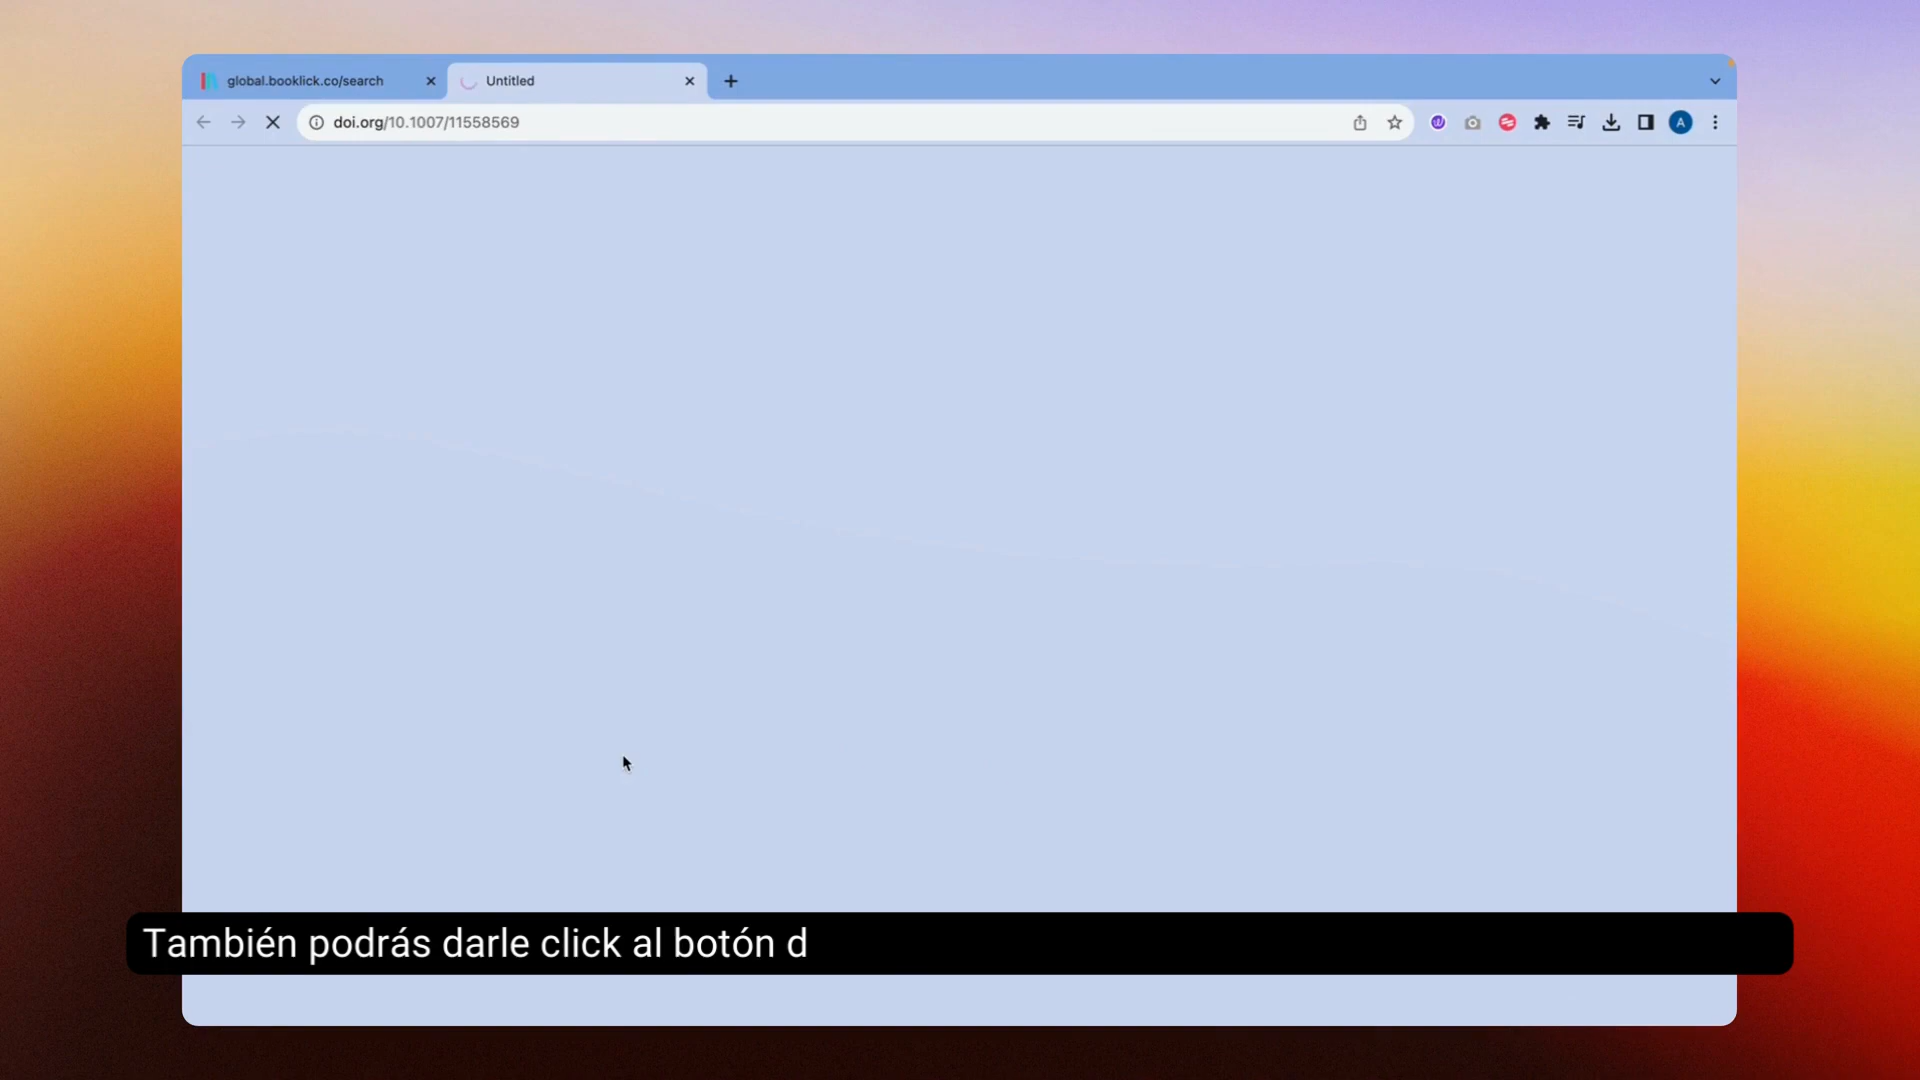 global.booklick.co/search
Untitled
doi.org/10.1007/11558569
A
También podrás darle click al botón d